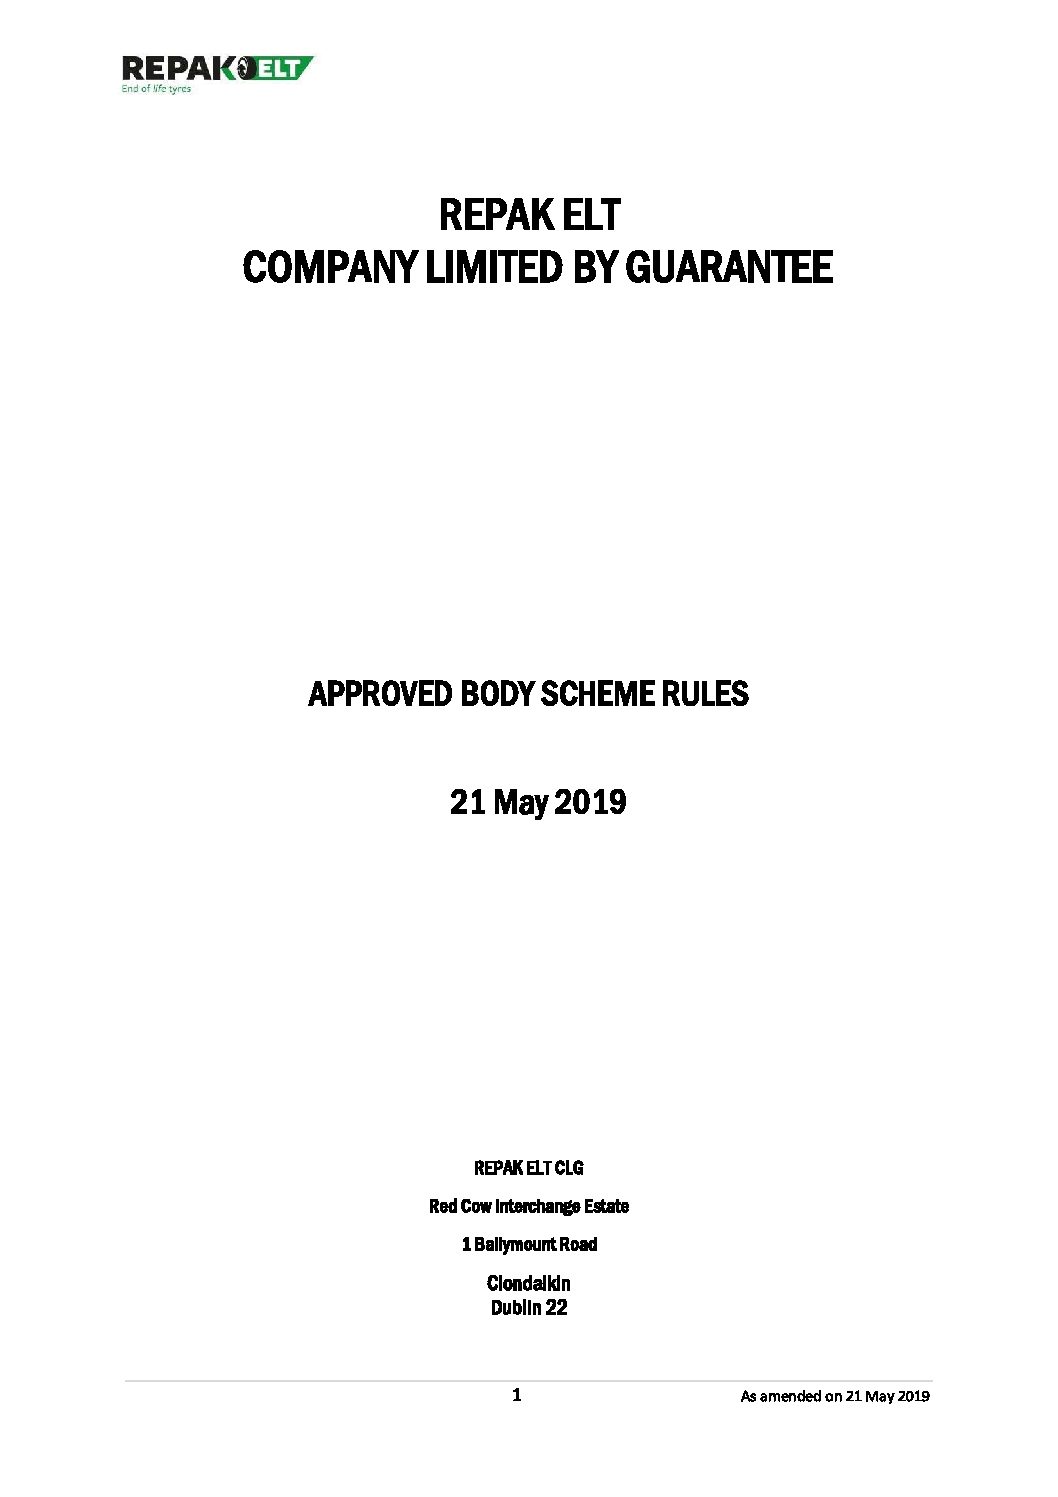 REPAK ELT
End of life tyres
REPAK ELT
COMPANY LIMITED BY GUARANTEE
APPROVED BODY SCHEME RULES
21 May 2019
REPAK ELT CLG
Red Cow Interchange Estate
1 Ballymount Road
Clondalkin
Dublin 22
1 As amended on 21 May 2019